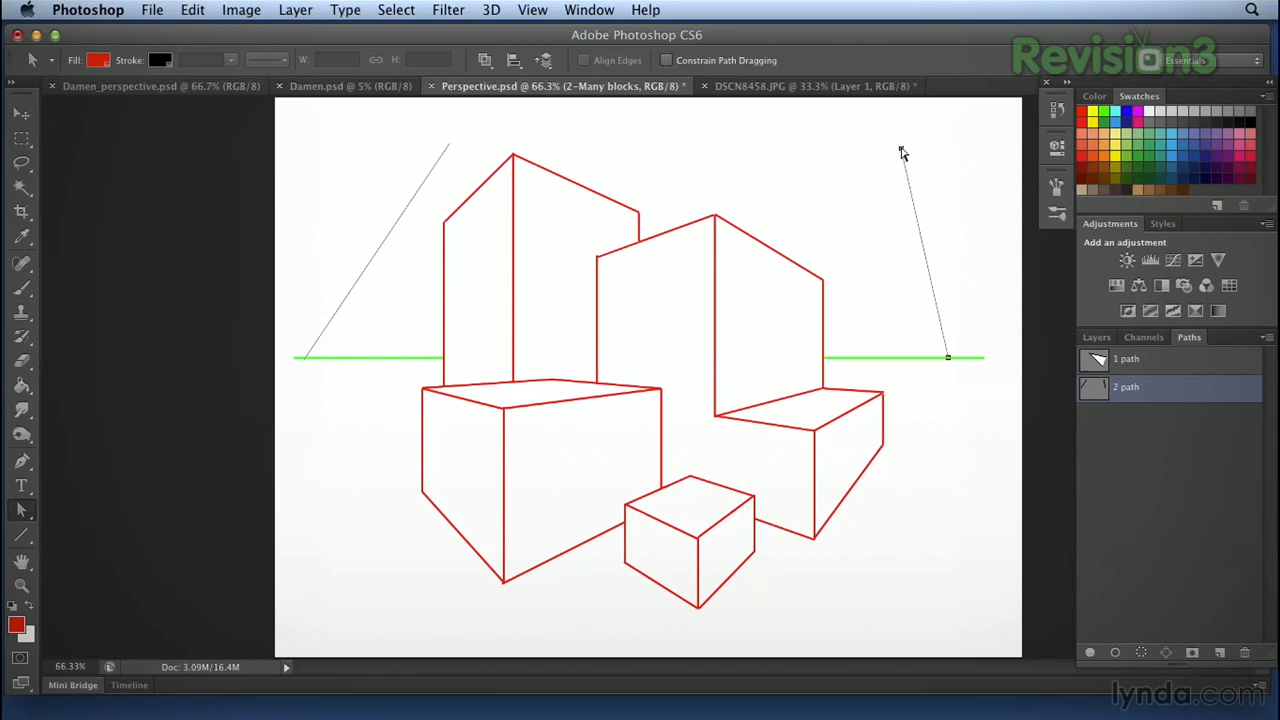 Photoshop File Edit Image Layer Type Select Filter 3D View Window Help
Adobe Photoshop CS6
Revision3
Fill: Stroke: W: H: Align Edges Constrain Path Dragging Essentials
Damen_perspective.psd @ 66.7% (RGB/8) Damen.psd @ 5% (RGB/8) Perspective.psd @ 66.3% (2-Many blocks, RGB/8) * DSCN8458.JPG @ 33.3% (Layer 1, RGB/8) *
Color Swatches
Adjustments Styles
Add an adjustment
Layers Channels Paths
1 path
2 path
66.33% Doc: 3.09M/16.4M
Mini Bridge Timeline
lynda.com